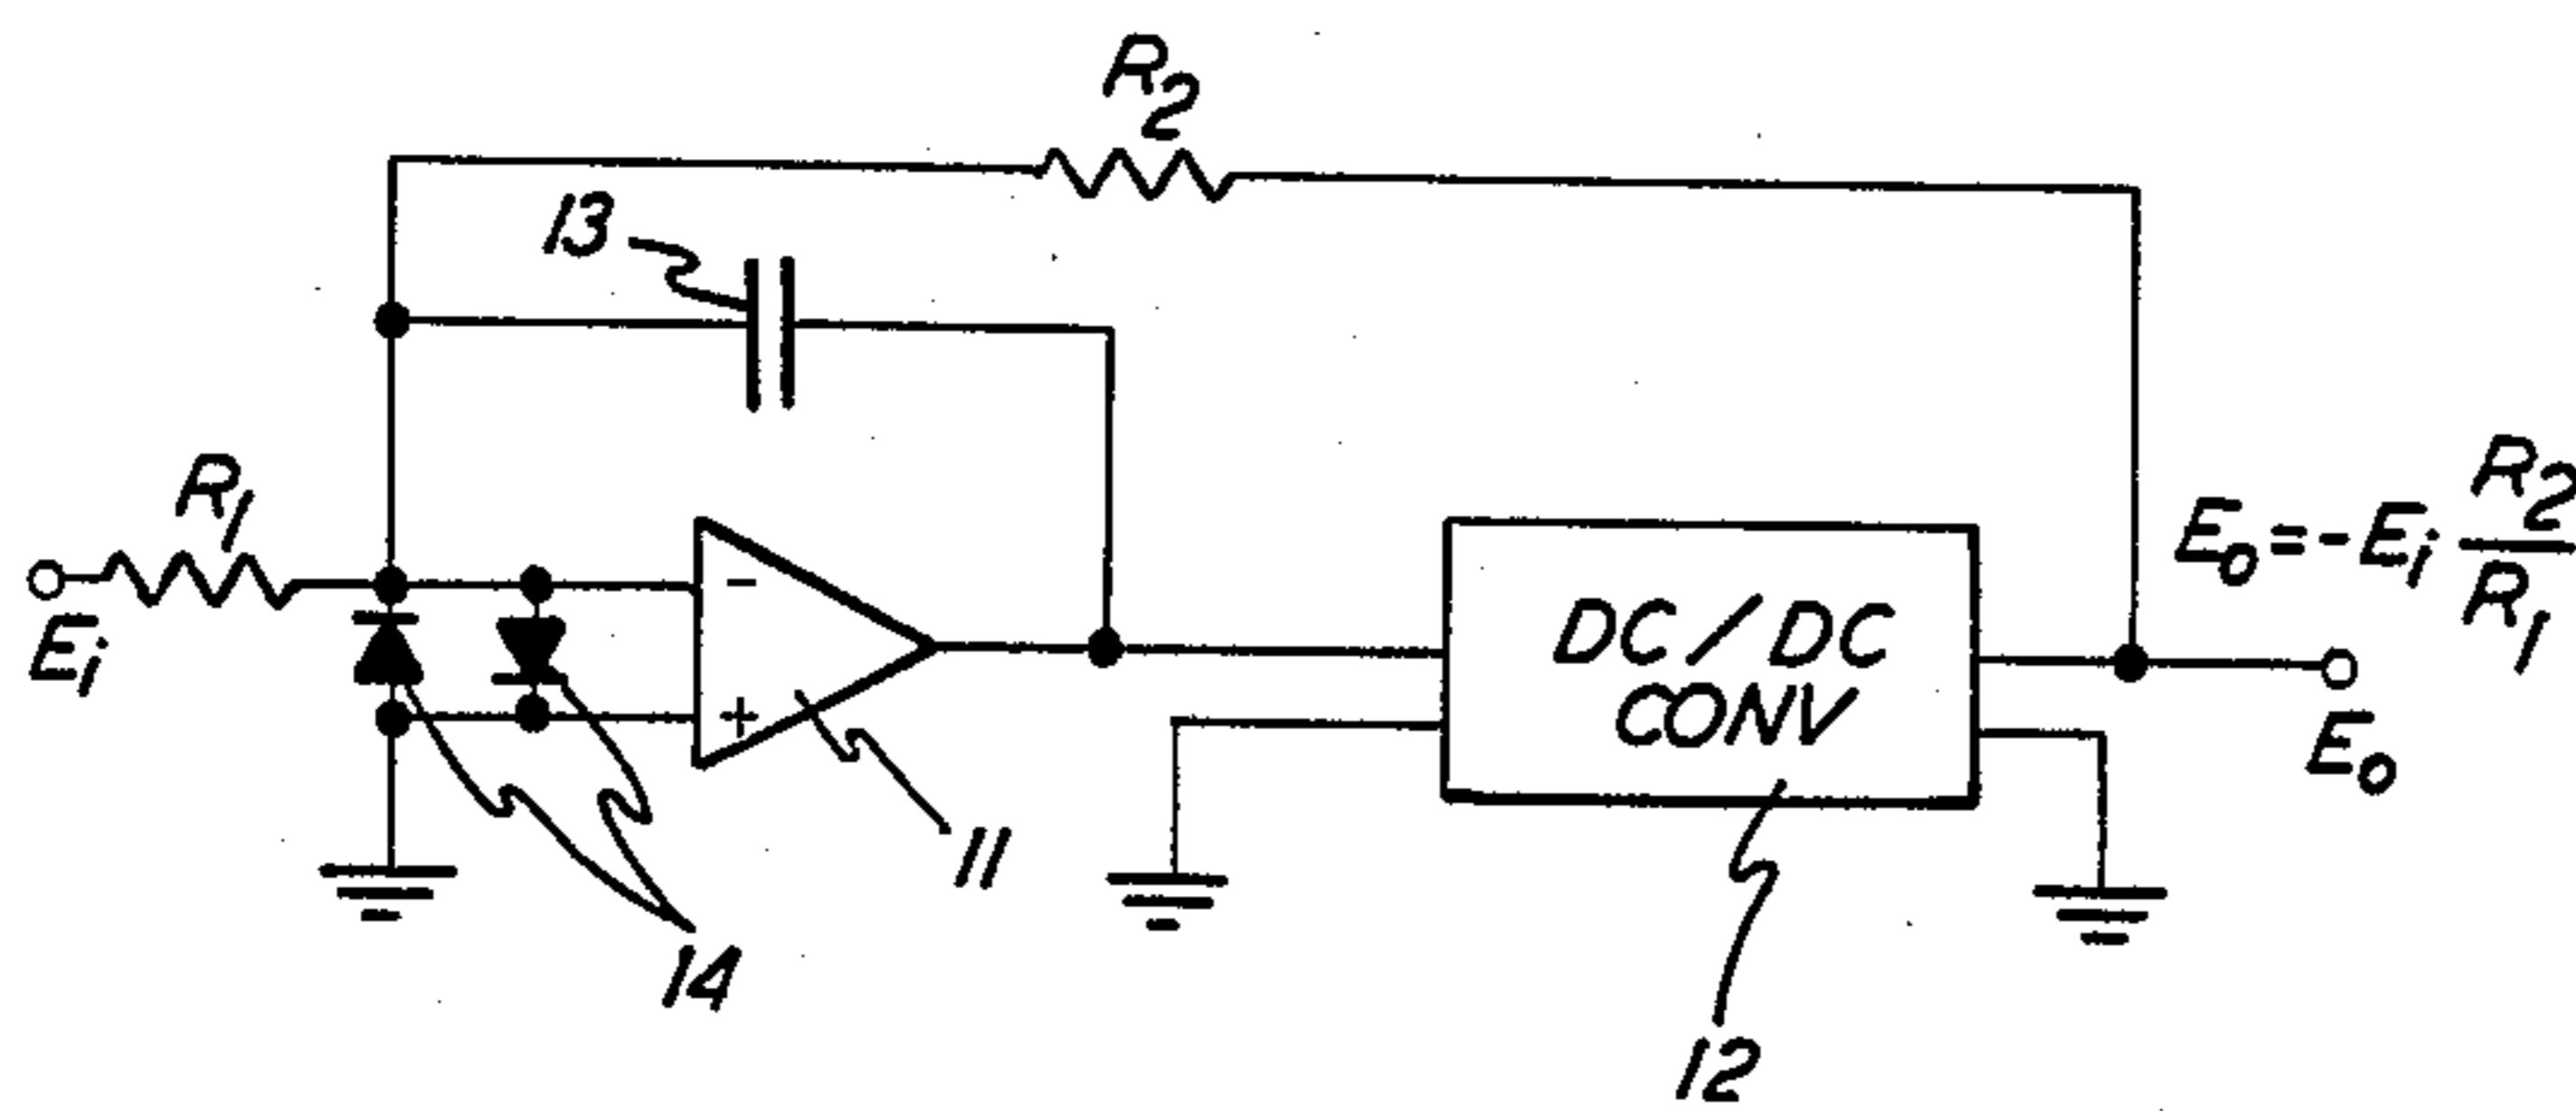 R2
13
R1
Ei
-
+
11
14
DC/DC
CONV
12
Eo=-Ei R2/R1
Eo